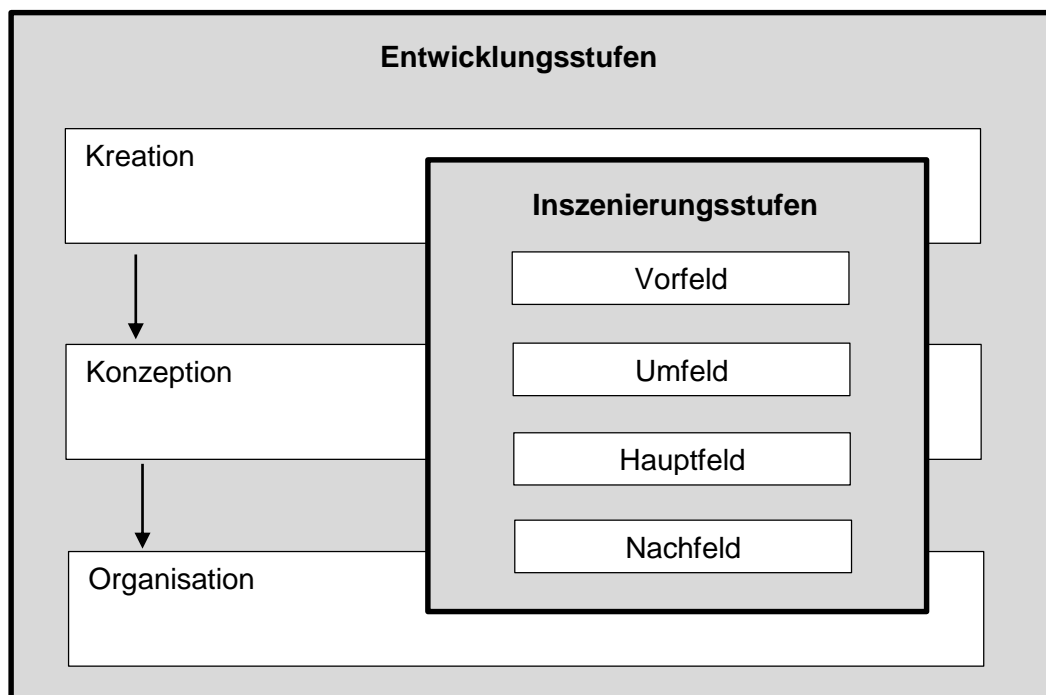 Entwicklungsstufen
Kreation
Inszenierungsstufen
Vorfeld
Konzeption
Umfeld
Hauptfeld
Nachfeld
Organisation